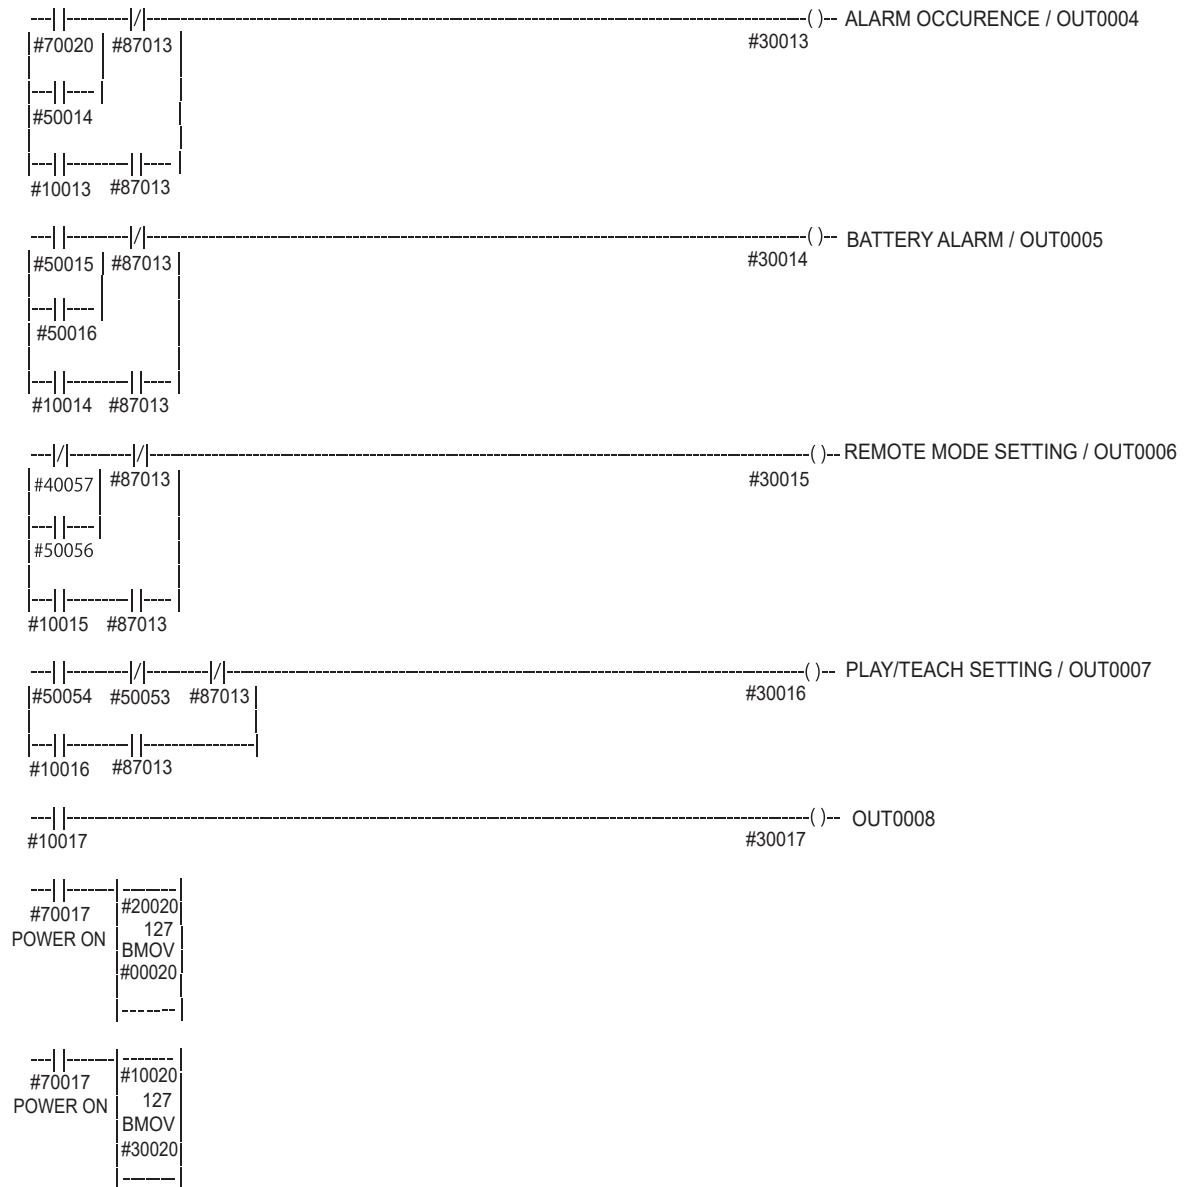 ALARM OCCURENCE / OUT0004
#70020 #87013 #30013
#50014
#10013 #87013
BATTERY ALARM / OUT0005
#50015 #87013 #30014
#50016
#10014 #87013
REMOTE MODE SETTING / OUT0006
#40057 #87013 #30015
#50056
#10015 #87013
PLAY/TEACH SETTING / OUT0007
#50054 #50053 #87013 #30016
#10016 #87013
OUT0008
#10017 #30017
#70017 #20020
POWER ON 127
BMOV
#00020
#70017 #10020
POWER ON 127
BMOV
#30020